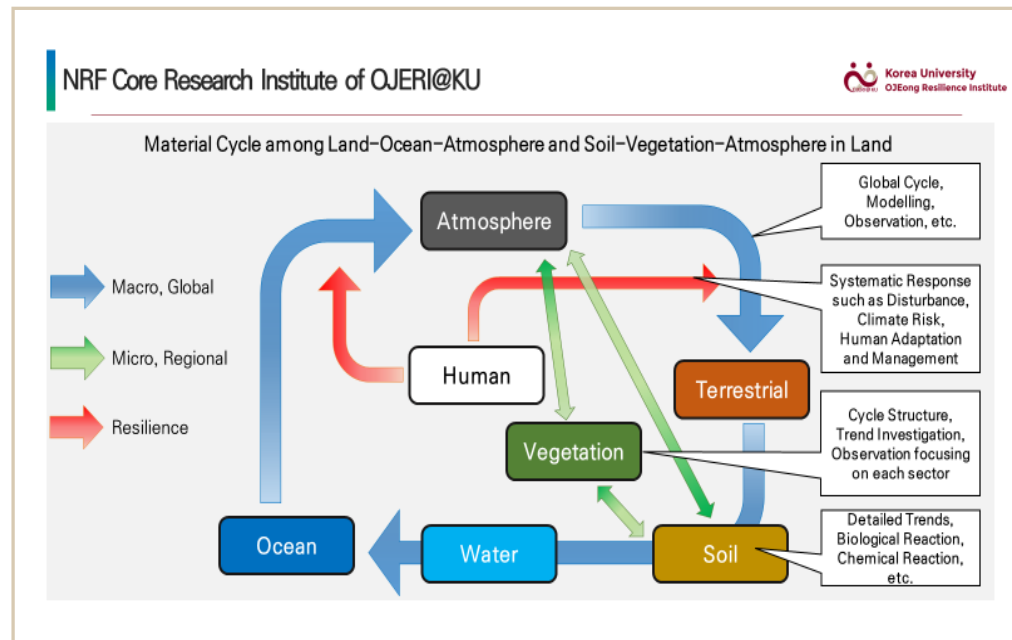 NRF Core Research Institute of OJERI@KU
OJERI@KU
Korea University
OJEong Resilience Institute
Material Cycle among Land-Ocean-Atmosphere and Soil-Vegetation-Atmosphere in Land
Atmosphere
Global Cycle,
Modelling,
Observation, etc.
Macro, Global
Micro, Regional
Resilience
Human
Systematic Response
such as Disturbance,
Climate Risk,
Human Adaptation
and Management
Terrestrial
Vegetation
Cycle Structure,
Trend Investigation,
Observation focusing
on each sector
Ocean
Water
Soil
Detailed Trends,
Biological Reaction,
Chemical Reaction,
etc.